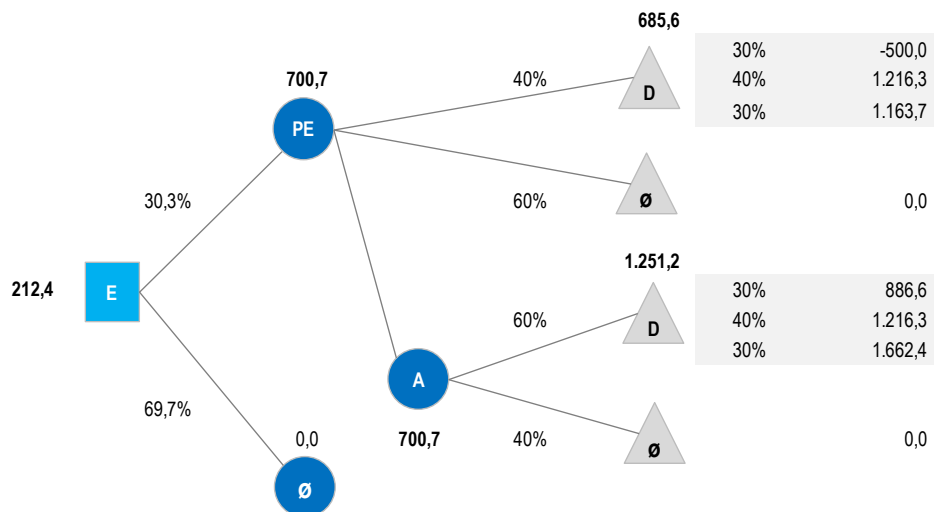 685,6
30% -500,0
700,7 40% D 40% 1.216,3
PE 30% 1.163,7
30,3% 60% Ø 0,0
1.251,2
212,4 E 30% 886,6
60% D 40% 1.216,3
30% 1.662,4
A
69,7%
0,0 700,7 40% Ø 0,0
Ø